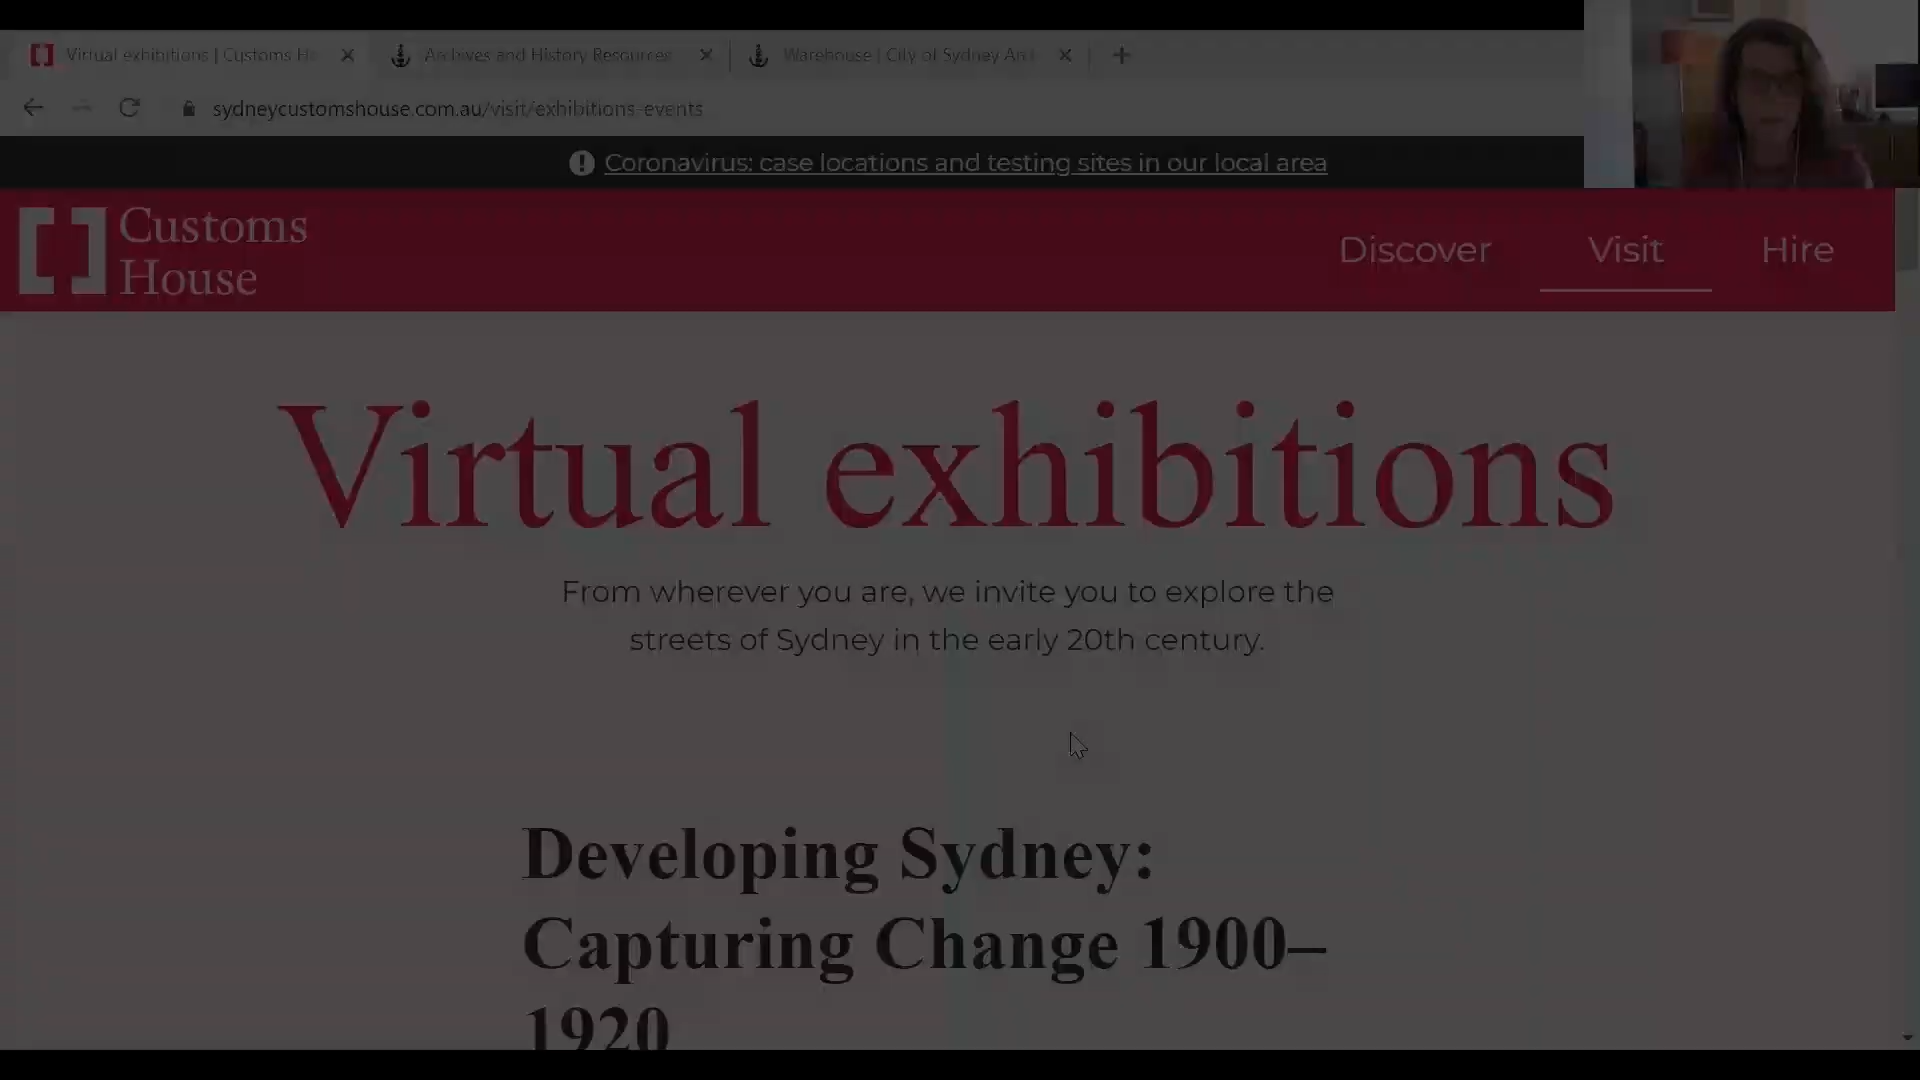 Virtual exhibitions | Customs Ho
Archives and History Resources
Warehouse | City of Sydney Arch
sydneycustomshouse.com.au/visit/exhibitions-events
Coronavirus: case locations and testing sites in our local area
Customs
House
Discover
Visit
Hire
Virtual exhibitions
From wherever you are, we invite you to explore the
streets of Sydney in the early 20th century.
Developing Sydney:
Capturing Change 1900–
1920